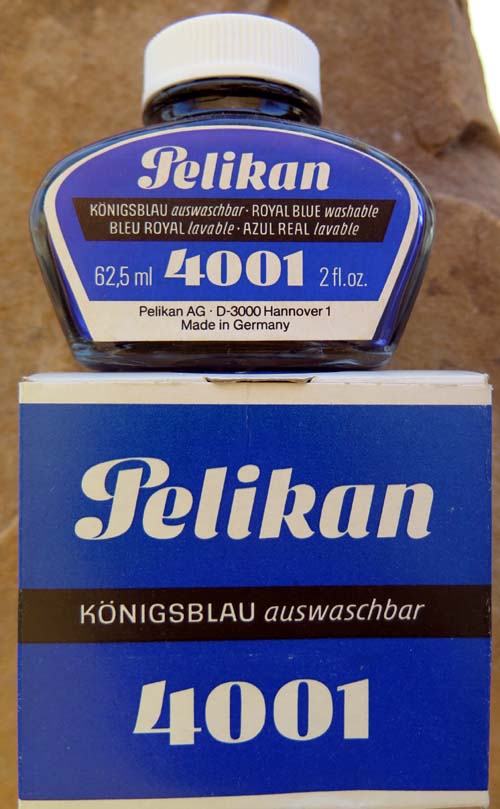 Pelikan
KÖNIGSBLAU auswaschbar · ROYAL BLUE washable
BLEU ROYAL lavable · AZUL REAL lavable
62,5 ml 4001 2 fl.oz.
Pelikan AG · D-3000 Hannover 1
Made in Germany
Pelikan
KÖNIGSBLAU auswaschbar
4001